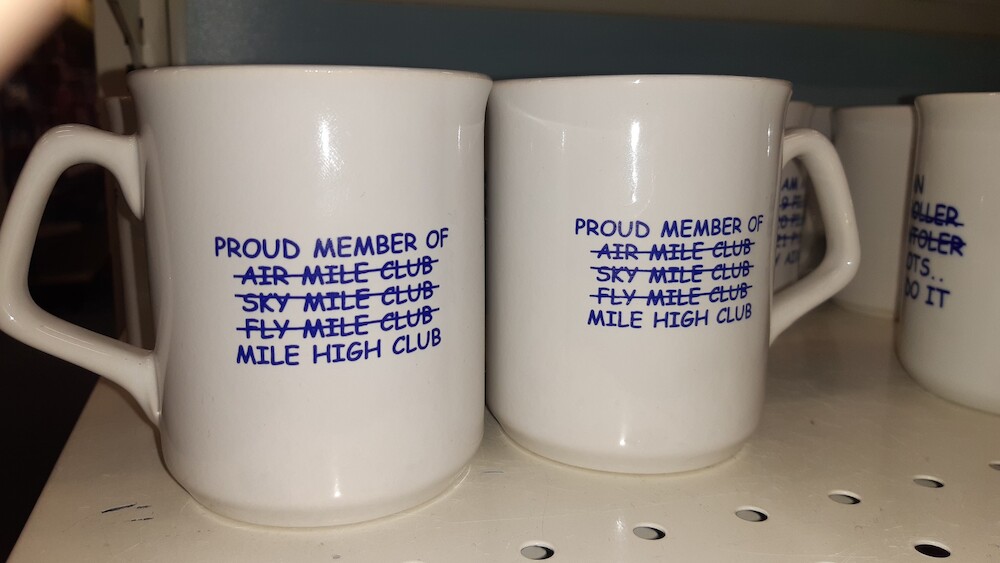 PROUD MEMBER OF
AIR MILE CLUB
SKY MILE CLUB
FLY MILE CLUB
MILE HIGH CLUB
PROUD MEMBER OF
AIR MILE CLUB
SKY MILE CLUB
FLY MILE CLUB
MILE HIGH CLUB
AM
DO IT